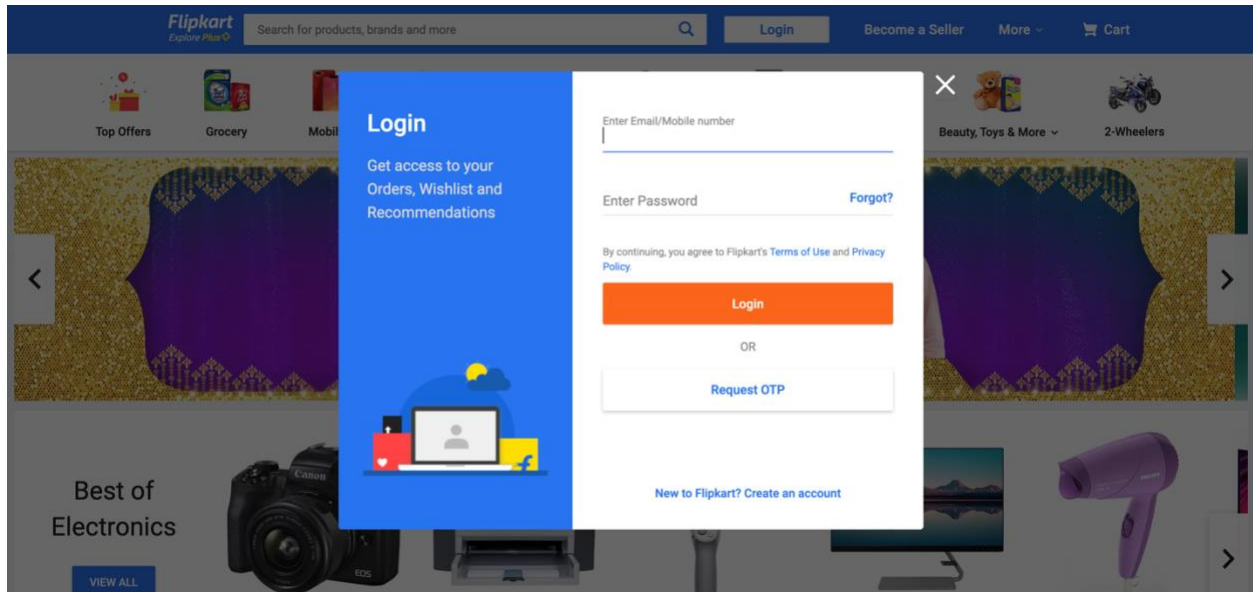 Flipkart
Explore Plus
Search for products, brands and more
Login
Become a Seller
More
Cart
Top Offers
Grocery
Mobil
Beauty, Toys & More
2-Wheelers
Login
Get access to your
Orders, Wishlist and
Recommendations
Enter Email/Mobile number
Enter Password
Forgot?
By continuing, you agree to Flipkart's Terms of Use and Privacy
Policy.
Login
OR
Request OTP
New to Flipkart? Create an account
Best of
Electronics
VIEW ALL
Canon
EOS